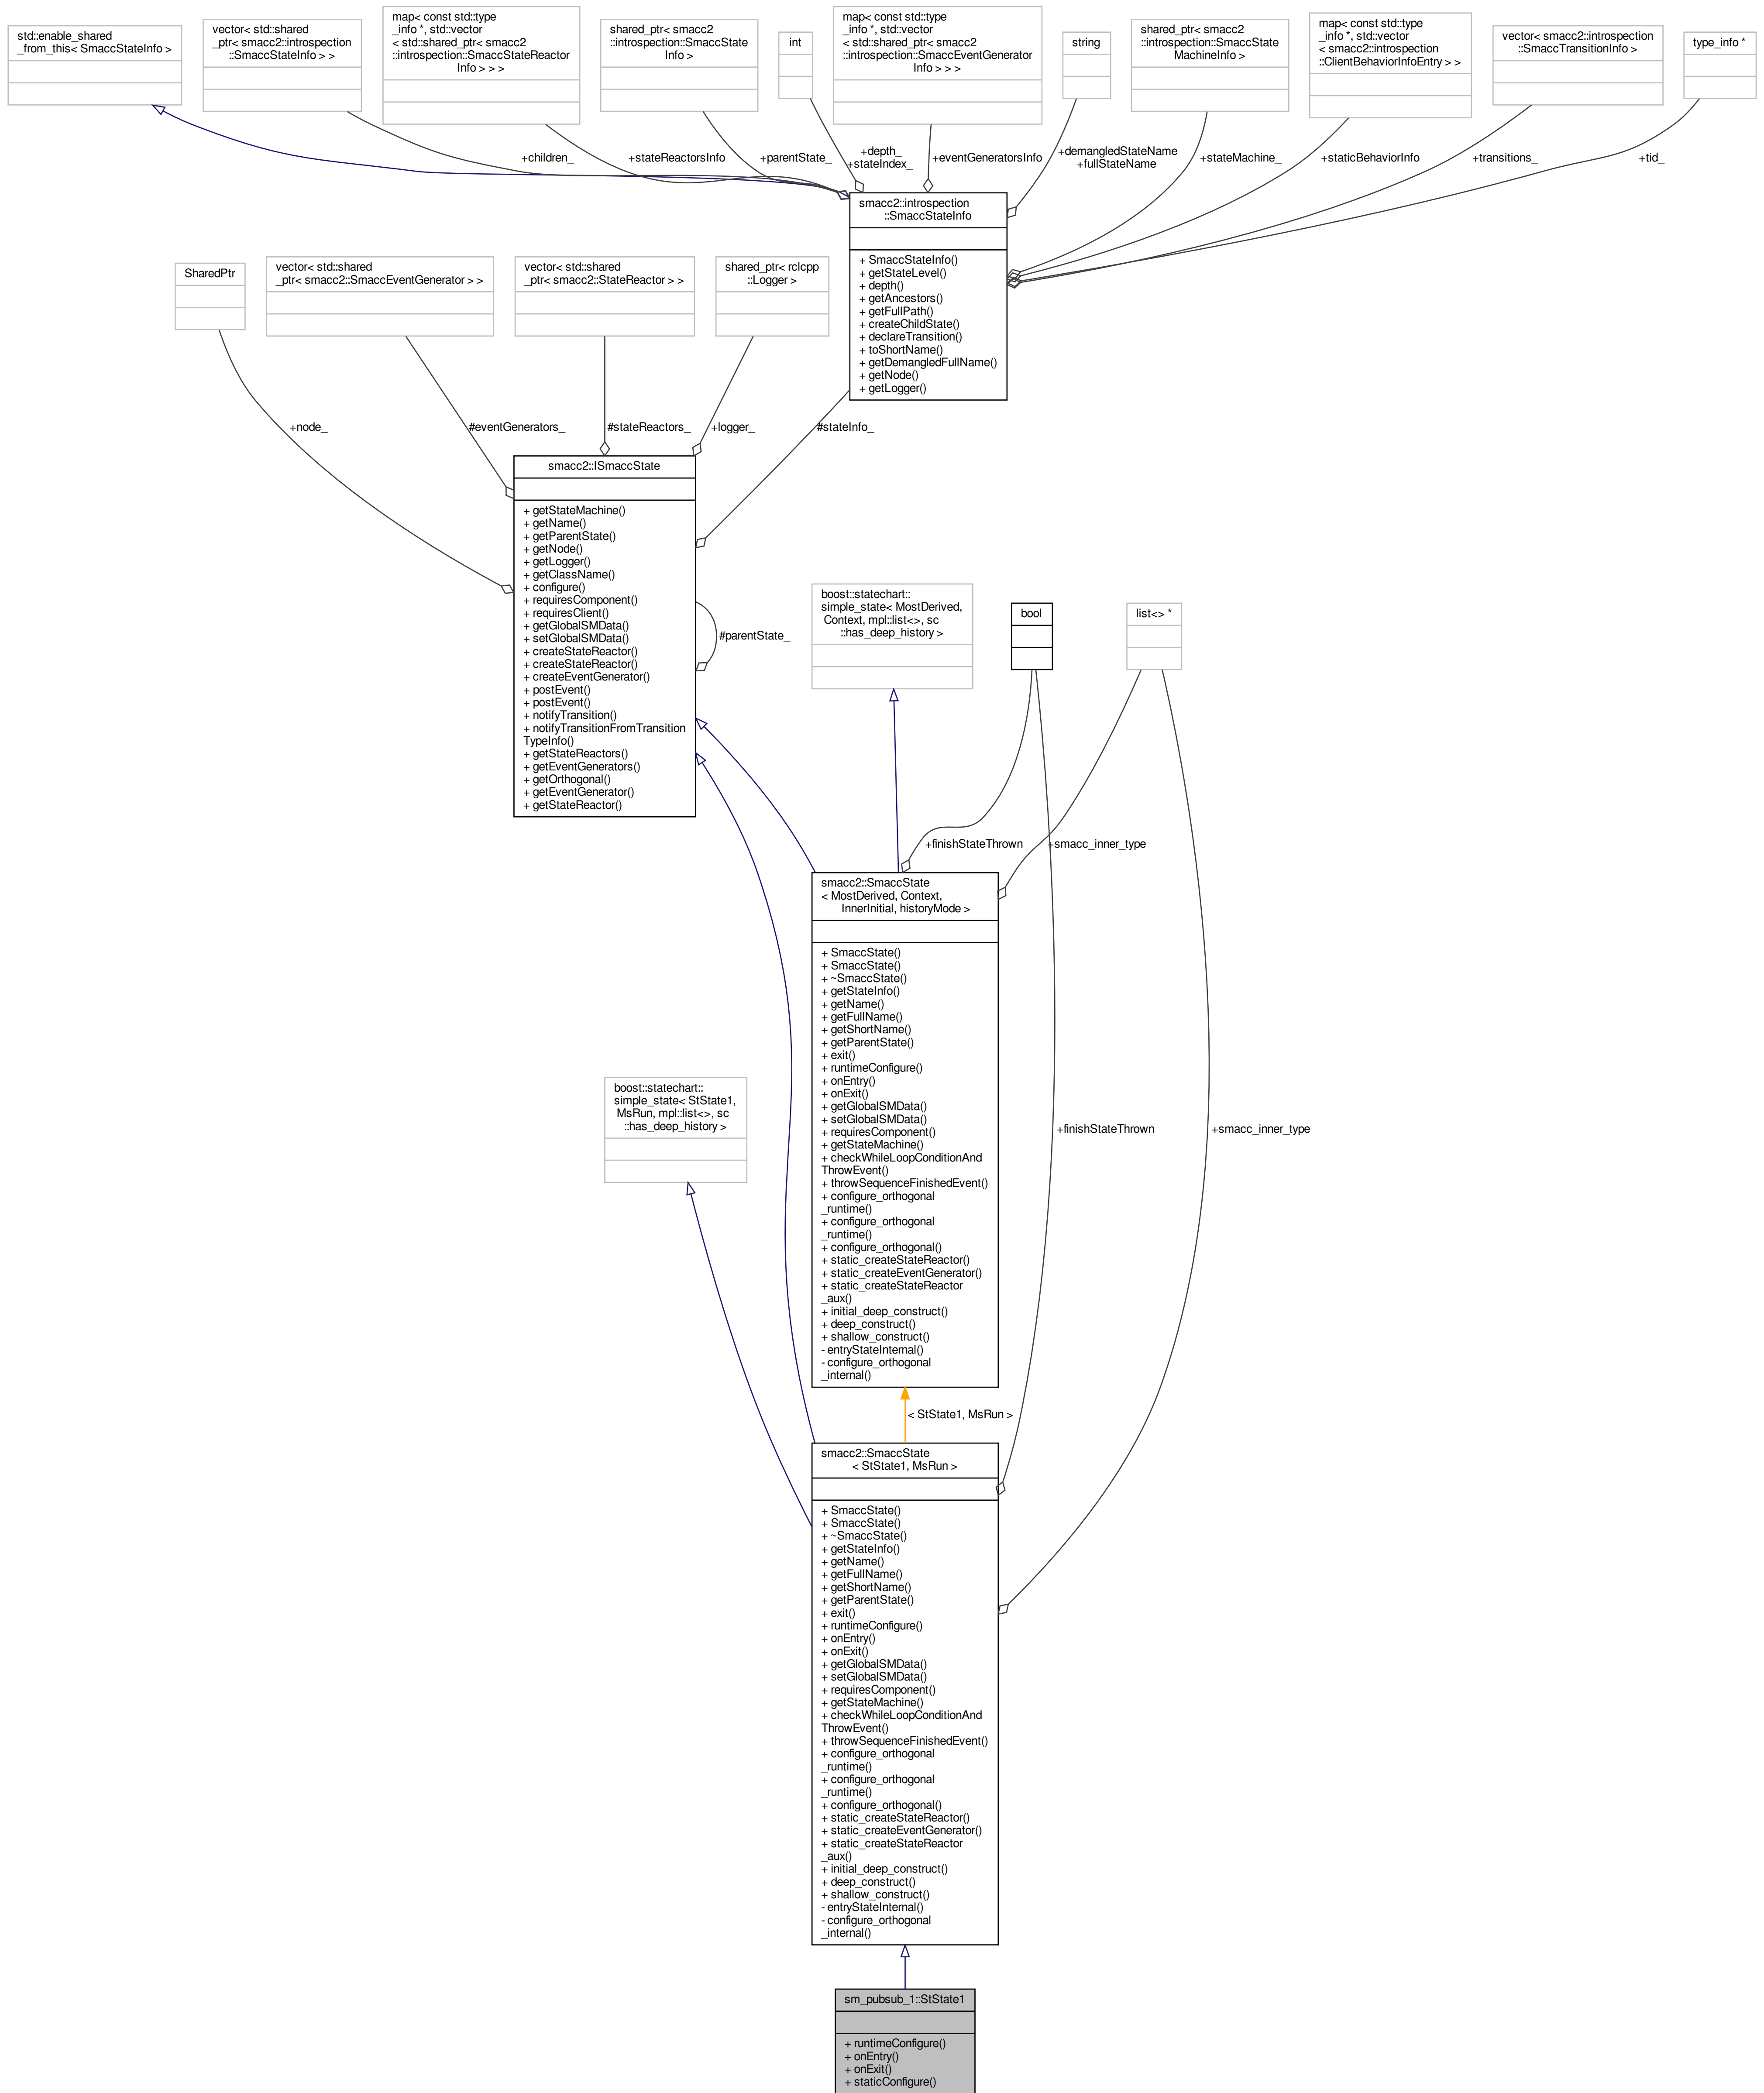 std::enable_shared
_from_this< SmaccStateInfo >
vector< std::shared
_ptr< smacc2::introspection
::SmaccStateInfo > >
map< const std::type
_info *, std::vector
< std::shared_ptr< smacc2
::introspection::SmaccStateReactor
Info > > >
shared_ptr< smacc2
::introspection::SmaccState
Info >
int
map< const std::type
_info *, std::vector
< std::shared_ptr< smacc2
::introspection::SmaccEventGenerator
Info > > >
string
shared_ptr< smacc2
::introspection::SmaccState
MachineInfo >
map< const std::type
_info *, std::vector
< smacc2::introspection
::ClientBehaviorInfoEntry > >
vector< smacc2::introspection
::SmaccTransitionInfo >
type_info *
+children_
+stateReactorsInfo
+parentState_
+depth_
+stateIndex_
+eventGeneratorsInfo
+demangledStateName
+fullStateName
+stateMachine_
+staticBehaviorInfo
+transitions_
+tid_
smacc2::introspection
::SmaccStateInfo
+ SmaccStateInfo()
+ getStateLevel()
+ depth()
+ getAncestors()
+ getFullPath()
+ createChildState()
+ declareTransition()
+ toShortName()
+ getDemangledFullName()
+ getNode()
+ getLogger()
SharedPtr
vector< std::shared
_ptr< smacc2::SmaccEventGenerator > >
vector< std::shared
_ptr< smacc2::StateReactor > >
shared_ptr< rclcpp
::Logger >
+node_
#eventGenerators_
#stateReactors_
+logger_
#stateInfo_
smacc2::ISmaccState
+ getStateMachine()
+ getName()
+ getParentState()
+ getNode()
+ getLogger()
+ getClassName()
+ configure()
+ requiresComponent()
+ requiresClient()
+ getGlobalSMData()
+ setGlobalSMData()
+ createStateReactor()
+ createStateReactor()
+ createEventGenerator()
+ postEvent()
+ postEvent()
+ notifyTransition()
+ notifyTransitionFromTransition
TypeInfo()
+ getStateReactors()
+ getEventGenerators()
+ getOrthogonal()
+ getEventGenerator()
+ getStateReactor()
#parentState_
boost::statechart::
simple_state< MostDerived,
Context, mpl::list<>, sc
::has_deep_history >
bool
list<> *
+finishStateThrown
+smacc_inner_type
smacc2::SmaccState
< MostDerived, Context,
InnerInitial, historyMode >
+ SmaccState()
+ SmaccState()
+ ~SmaccState()
+ getStateInfo()
+ getName()
+ getFullName()
+ getShortName()
+ getParentState()
+ exit()
+ runtimeConfigure()
+ onEntry()
+ onExit()
+ getGlobalSMData()
+ setGlobalSMData()
+ requiresComponent()
+ getStateMachine()
+ checkWhileLoopConditionAnd
ThrowEvent()
+ throwSequenceFinishedEvent()
+ configure_orthogonal
_runtime()
+ configure_orthogonal
_runtime()
+ configure_orthogonal()
+ static_createStateReactor()
+ static_createEventGenerator()
+ static_createStateReactor
_aux()
+ initial_deep_construct()
+ deep_construct()
+ shallow_construct()
- entryStateInternal()
- configure_orthogonal
_internal()
boost::statechart::
simple_state< StState1,
MsRun, mpl::list<>, sc
::has_deep_history >
+finishStateThrown
+smacc_inner_type
< StState1, MsRun >
smacc2::SmaccState
< StState1, MsRun >
+ SmaccState()
+ SmaccState()
+ ~SmaccState()
+ getStateInfo()
+ getName()
+ getFullName()
+ getShortName()
+ getParentState()
+ exit()
+ runtimeConfigure()
+ onEntry()
+ onExit()
+ getGlobalSMData()
+ setGlobalSMData()
+ requiresComponent()
+ getStateMachine()
+ checkWhileLoopConditionAnd
ThrowEvent()
+ throwSequenceFinishedEvent()
+ configure_orthogonal
_runtime()
+ configure_orthogonal
_runtime()
+ configure_orthogonal()
+ static_createStateReactor()
+ static_createEventGenerator()
+ static_createStateReactor
_aux()
+ initial_deep_construct()
+ deep_construct()
+ shallow_construct()
- entryStateInternal()
- configure_orthogonal
_internal()
sm_pubsub_1::StState1
+ runtimeConfigure()
+ onEntry()
+ onExit()
+ staticConfigure()